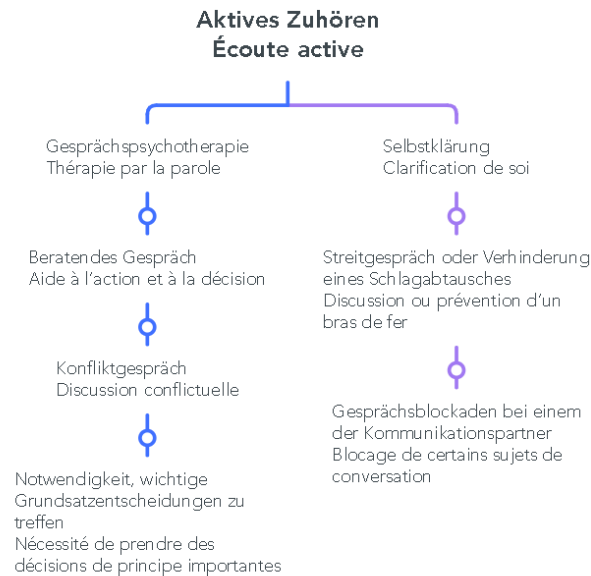 Aktives Zuhören
Écoute active
Gesprächspsychotherapie
Thérapie par la parole
Beratendes Gespräch
Aide à l'action et à la décision
Konfliktgespräch
Discussion conflictuelle
Notwendigkeit, wichtige
Grundsatzentscheidungen zu
treffen
Nécessité de prendre des
décisions de principe importantes
Selbstklärung
Clarification de soi
Streitgespräch oder Verhinderung
eines Schlagabtausches
Discussion ou prévention d'un
bras de fer
Gesprächsblockaden bei einem
der Kommunikationspartner
Blocage de certains sujets de
conversation